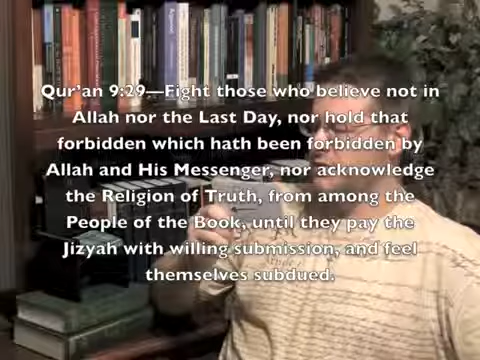 Qur'an 9:29—Fight those who believe not in
Allah nor the Last Day, nor hold that
forbidden which hath been forbidden by
Allah and His Messenger, nor acknowledge
the Religion of Truth, from among the
People of the Book, until they pay the
Jizyah with willing submission, and feel
themselves subdued.